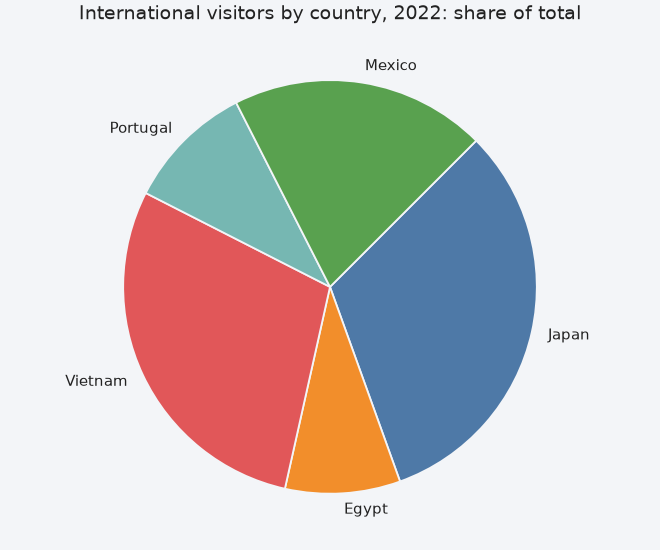 International visitors by country, 2022: share of total
Mexico
Portugal
Japan
Vietnam
Egypt